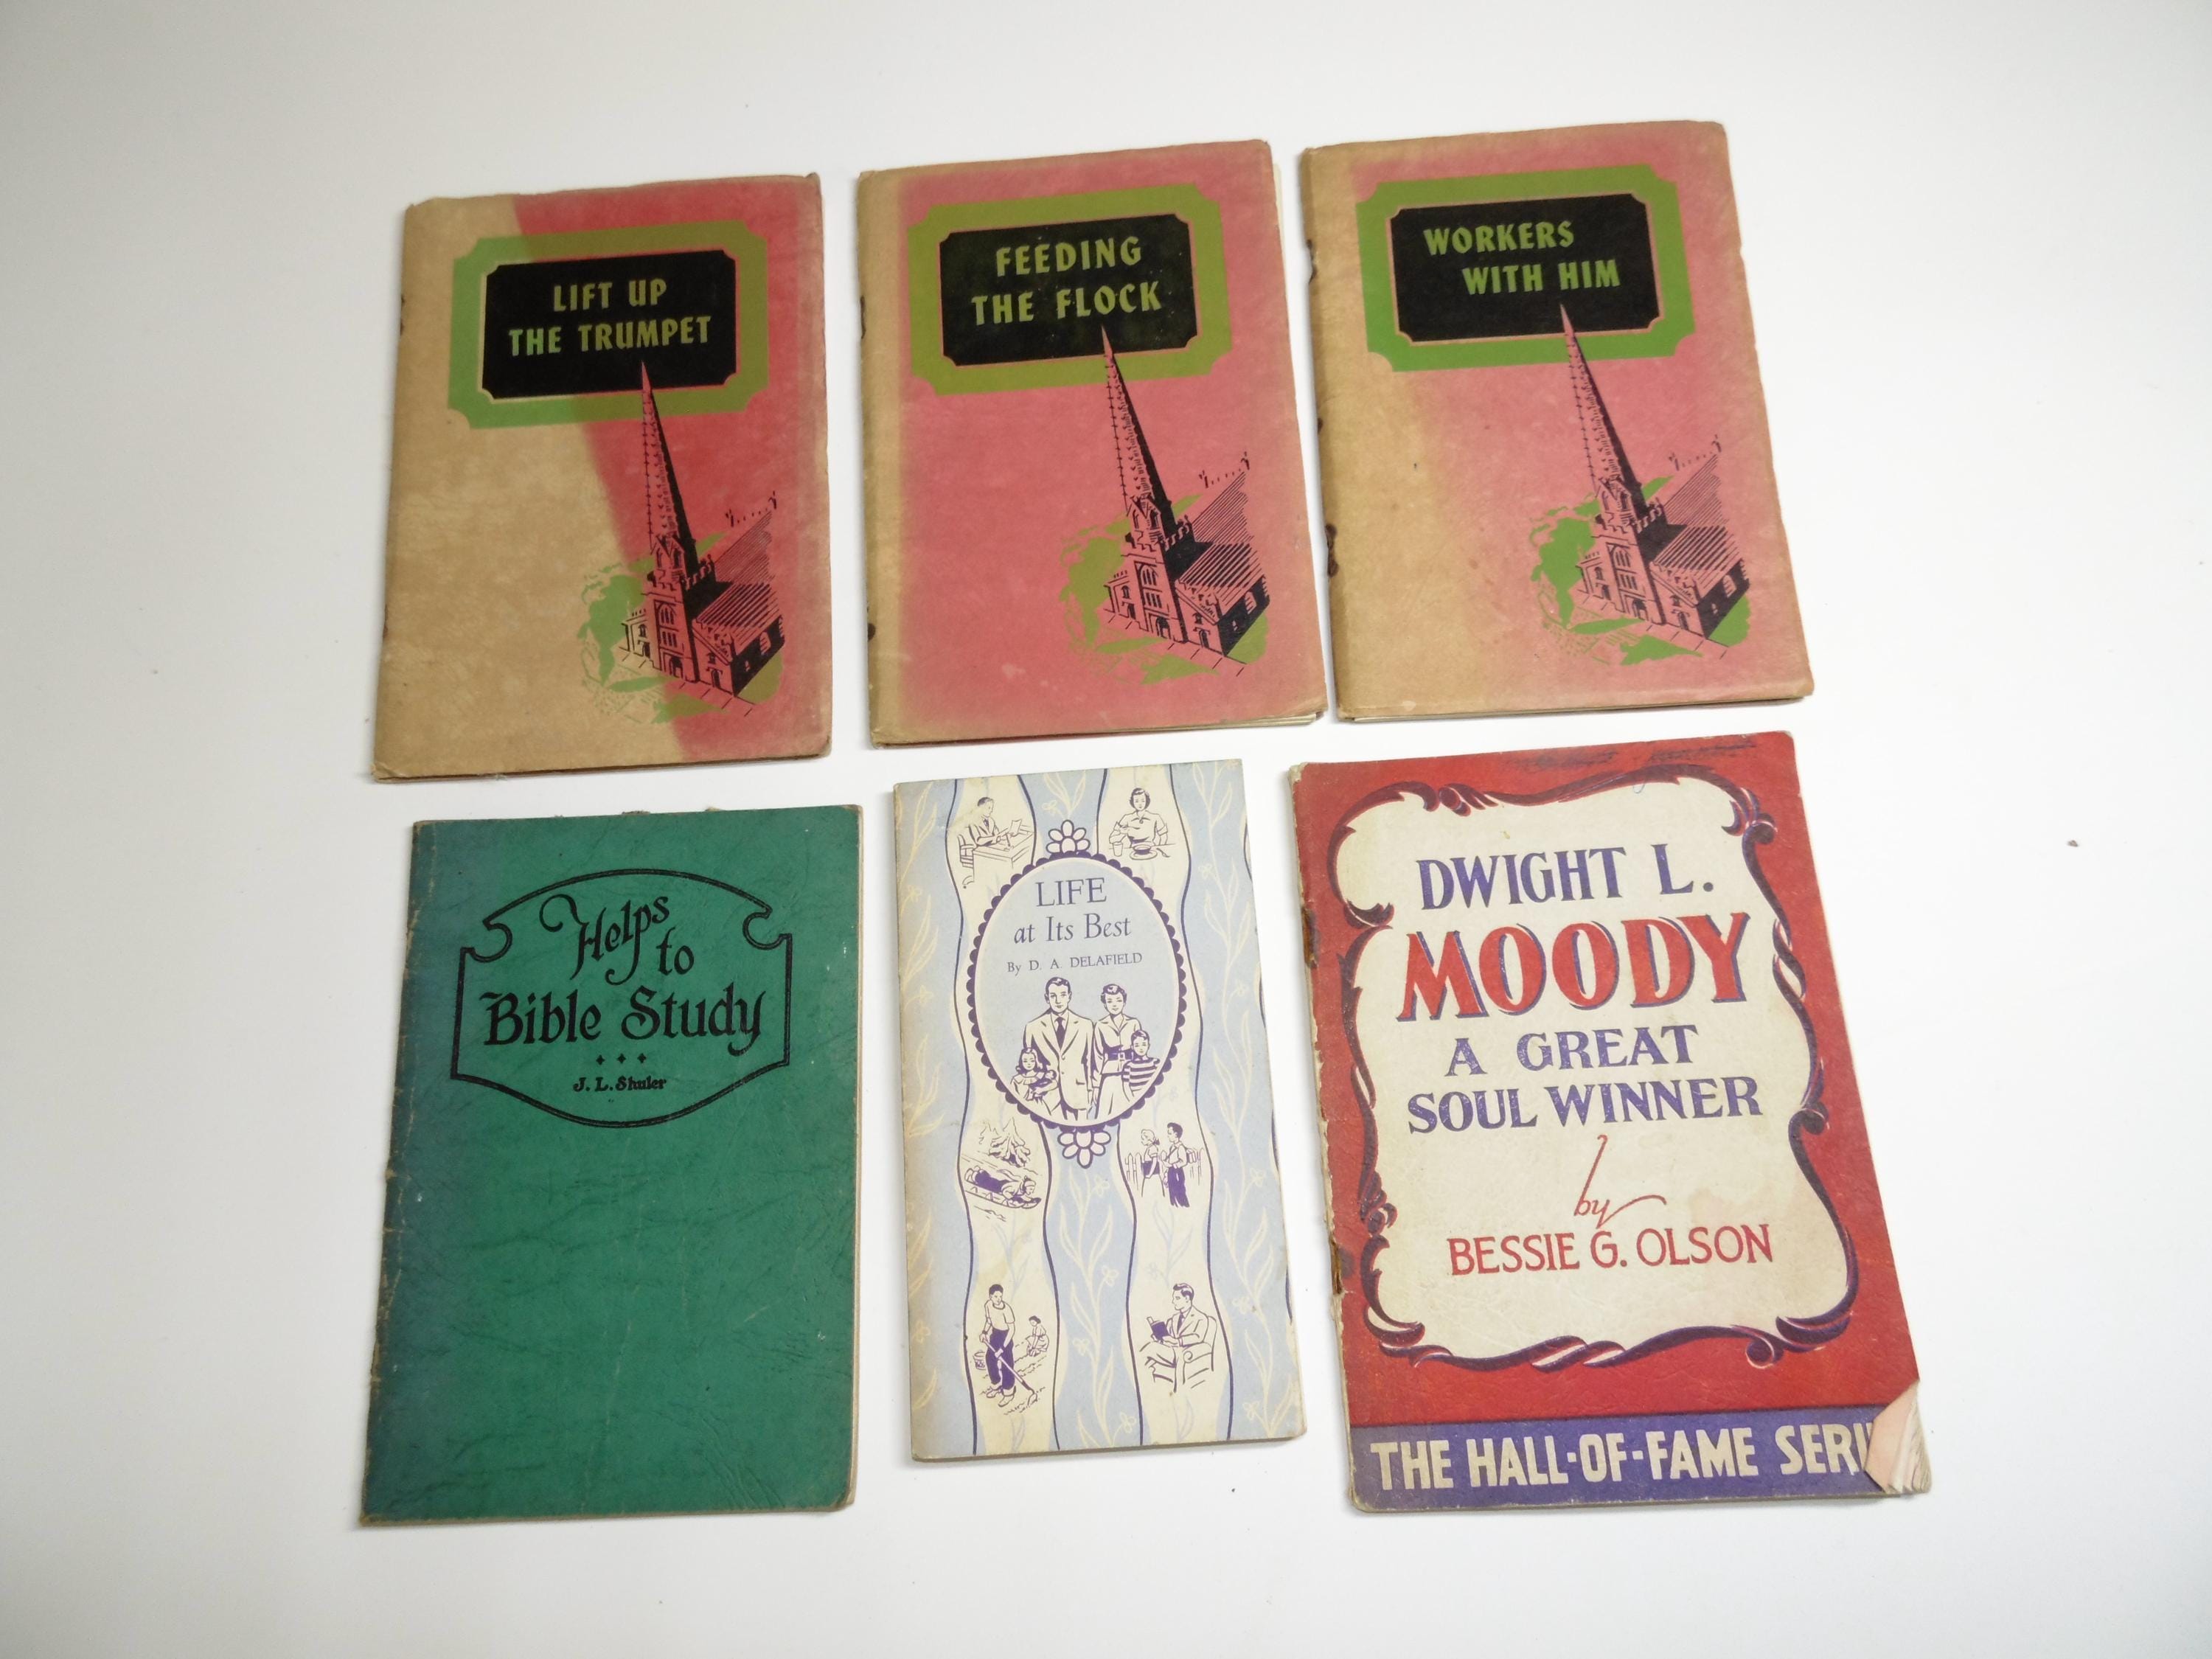 LIFT UP
THE TRUMPET
FEEDING
THE FLOCK
WORKERS
WITH HIM
Helps
to
Bible Study
J. L. Shuler
LIFE
at Its Best
By D. A. DELAFIELD
DWIGHT L.
MOODY
A GREAT
SOUL WINNER
by
BESSIE G. OLSON
THE HALL-OF-FAME SERI